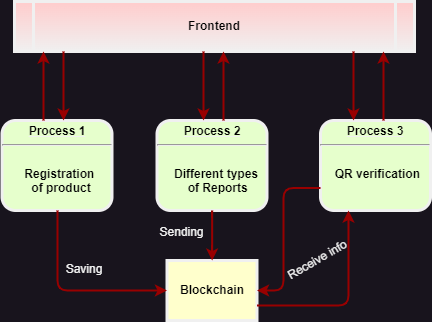 Frontend
Process 1
Process 2
Process 3
Registration
of product
Different types
of Reports
QR verification
Sending
Saving
Receive info
Blockchain